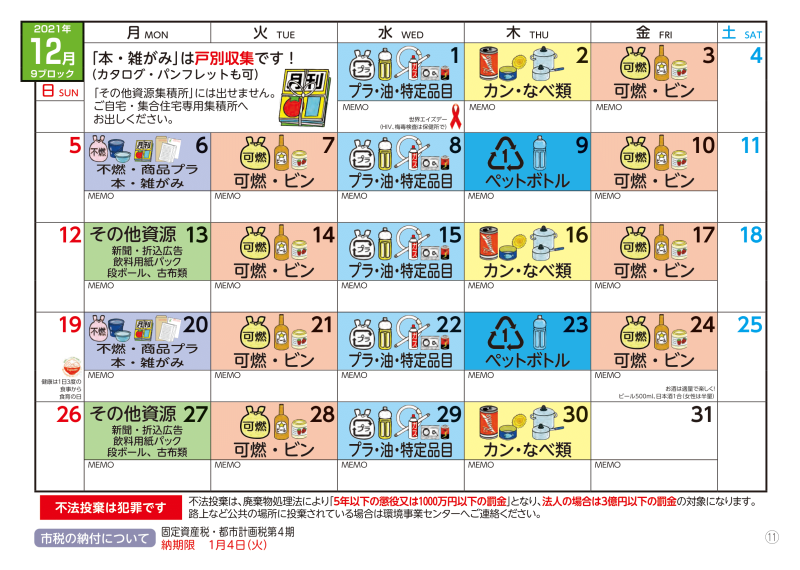 2021年
12月
9ブロック
日 SUN
月 MON
火 TUE
水 WED
木 THU
金 FRI
土 SAT
「本・雑がみ」は戸別収集です！
（カタログ・パンフレットも可）
「その他資源集積所」には出せません。
ご自宅・集合住宅専用集積所へ
お出しください。
月刊
1
プラ
プラ・油・特定品目
MEMO
世界エイズデー
（HIV、梅毒検査は保健所で）
2
カン・なべ類
MEMO
3
可燃
可燃・ビン
MEMO
4
5
6
不燃
月刊
不燃・商品プラ
本・雑がみ
MEMO
7
可燃
可燃・ビン
MEMO
8
プラ
プラ・油・特定品目
MEMO
9
1
ペットボトル
MEMO
10
可燃
可燃・ビン
MEMO
11
12
その他資源 13
新聞・折込広告
飲料用紙パック
段ボール、古布類
MEMO
14
可燃
可燃・ビン
MEMO
15
プラ
プラ・油・特定品目
MEMO
16
カン・なべ類
MEMO
17
可燃
可燃・ビン
MEMO
18
19
健康は1日3度の
食事から
食育の日
20
不燃
月刊
不燃・商品プラ
本・雑がみ
MEMO
21
可燃
可燃・ビン
MEMO
22
プラ
プラ・油・特定品目
MEMO
23
1
ペットボトル
MEMO
24
可燃
可燃・ビン
MEMO
お酒は適量で楽しく！
ビール500ml、日本酒1合（女性は半量）
25
26
その他資源 27
新聞・折込広告
飲料用紙パック
段ボール、古布類
MEMO
28
可燃
可燃・ビン
MEMO
29
プラ
プラ・油・特定品目
MEMO
30
カン・なべ類
MEMO
31
MEMO
不法投棄は犯罪です
不法投棄は、廃棄物処理法により「5年以下の懲役又は1000万円以下の罰金」となり、法人の場合は3億円以下の罰金の対象になります。
路上など公共の場所に投棄されている場合は環境事業センターへご連絡ください。
市税の納付について
固定資産税・都市計画税第4期
納期限 1月4日（火）
⑪